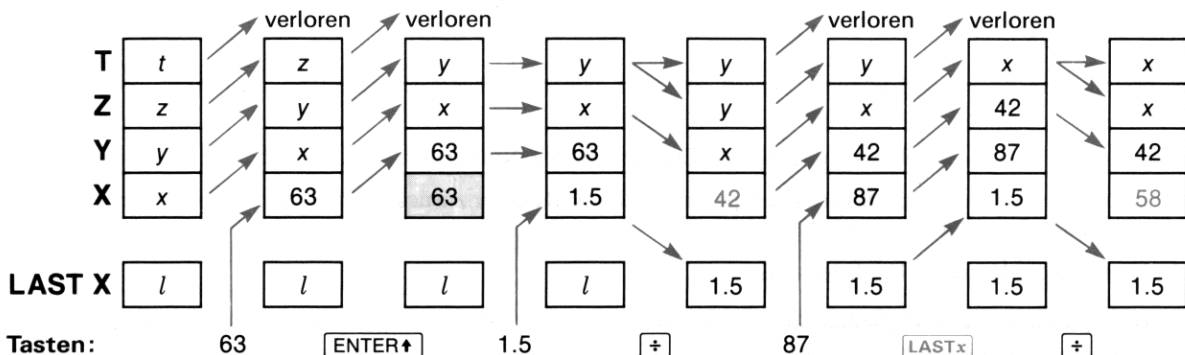 verloren verloren verloren verloren
T t z y y y y x x
Z z y x x y x 42 x
Y y x 63 63 x 42 87 42
X x 63 63 1.5 42 87 1.5 58
LAST X l l l l 1.5 1.5 1.5 1.5
Tasten: 63 ENTER↑ 1.5 ÷ 87 LASTx ÷